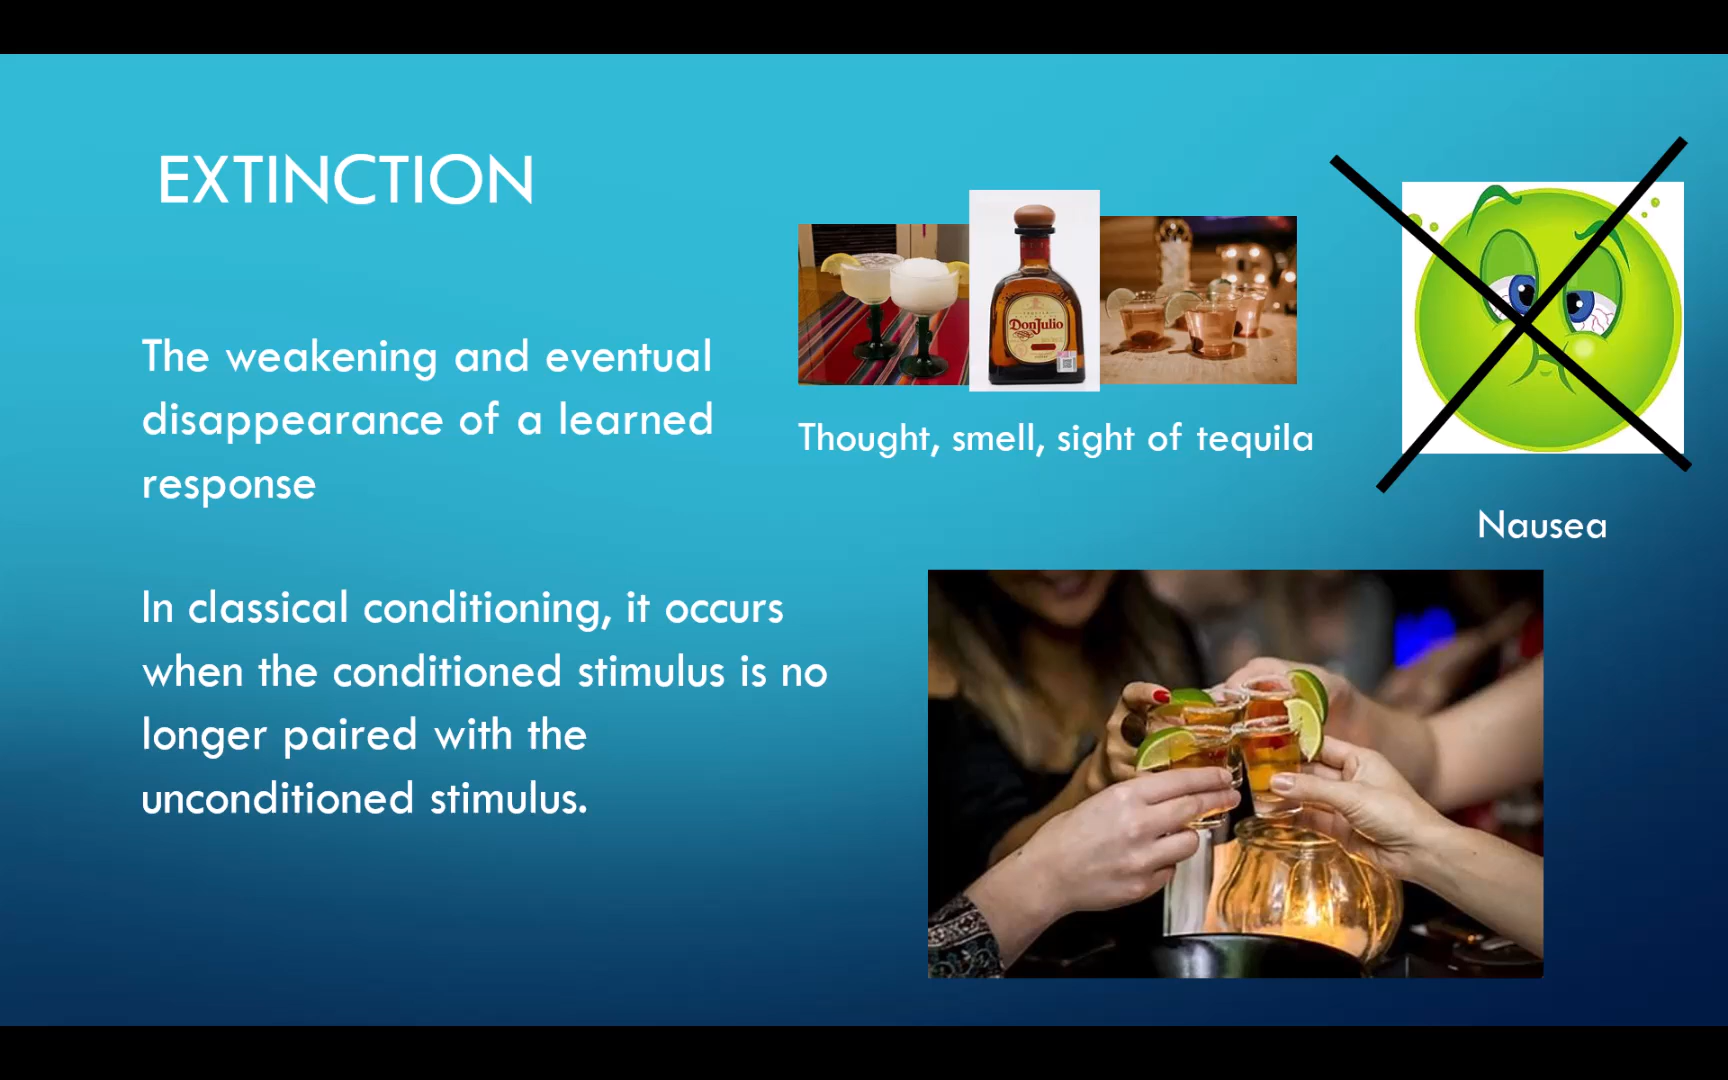 EXTINCTION
The weakening and eventual
disappearance of a learned
response
In classical conditioning, it occurs
when the conditioned stimulus is no
longer paired with the
unconditioned stimulus.
DonJulio
Thought, smell, sight of tequila
Nausea